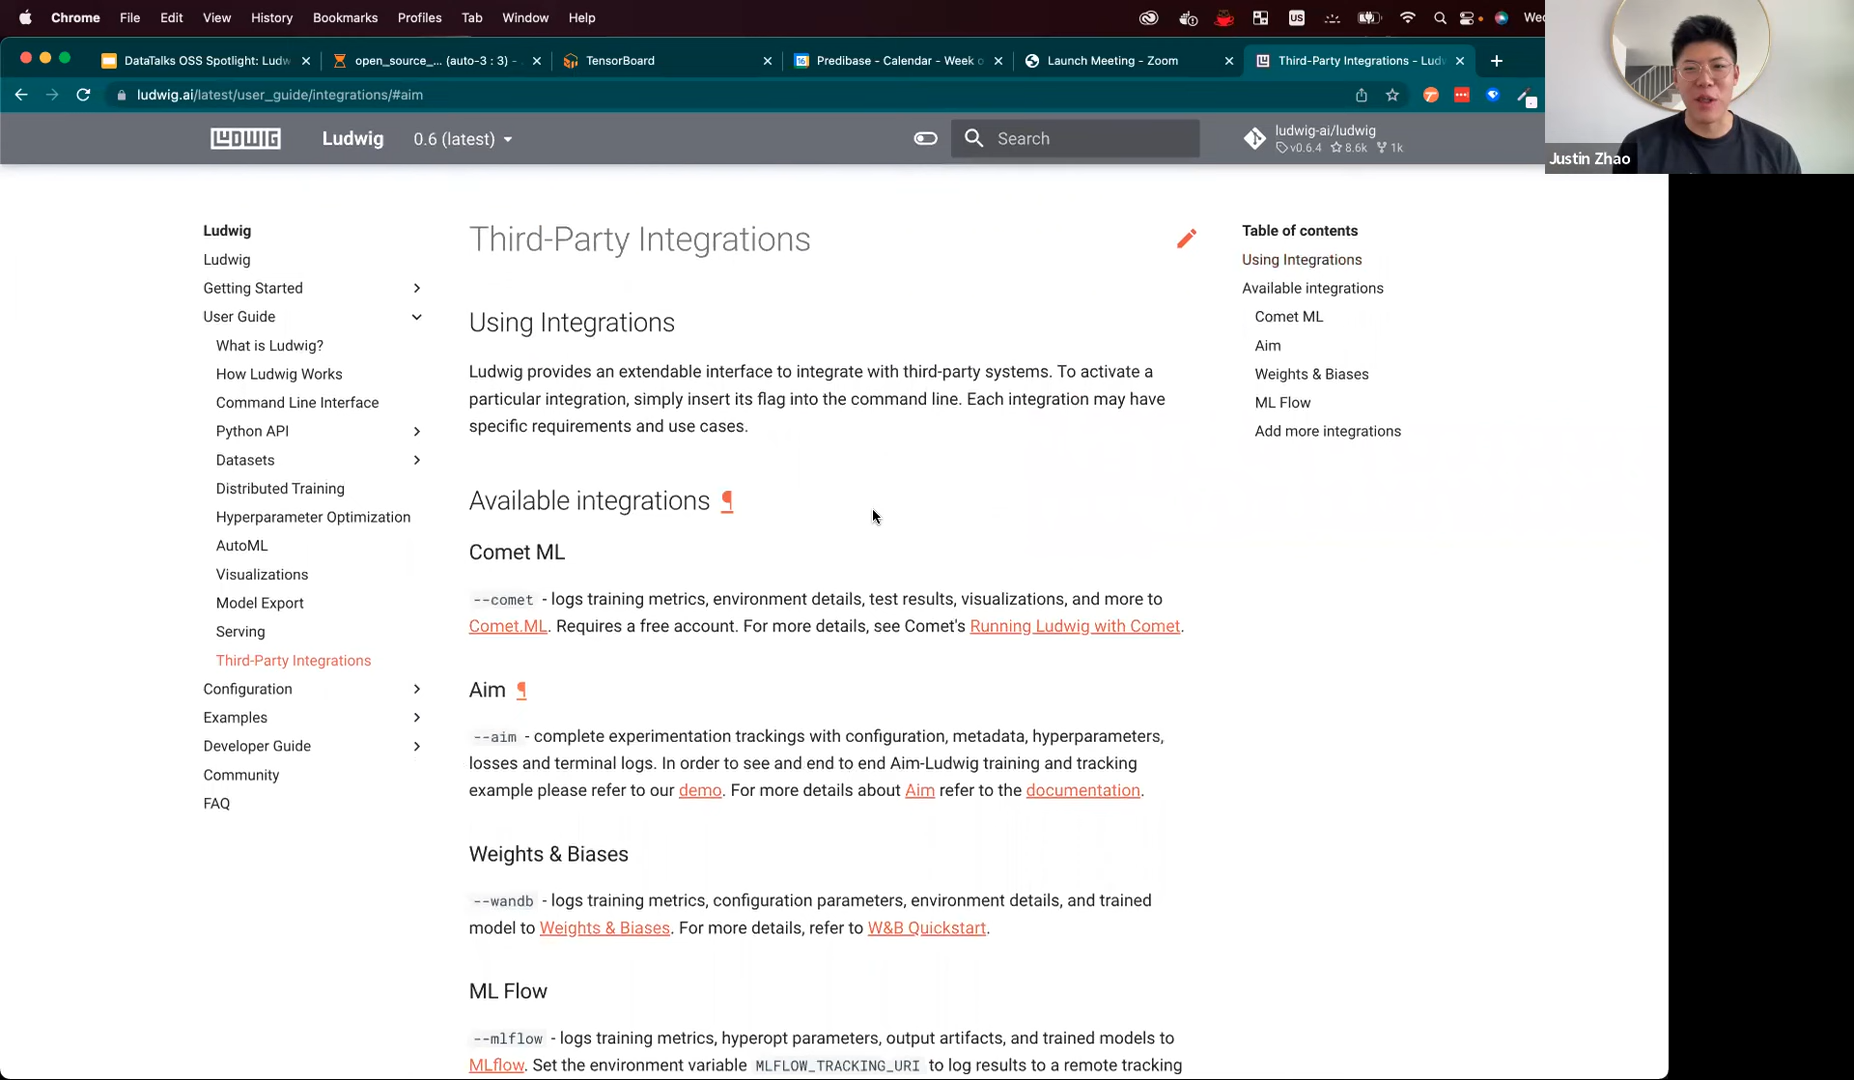 Chrome File Edit View History Bookmarks Profiles Tab Window Help US Wed
DataTalks OSS Spotlight: Ludw
open_source_... (auto-3 : 3) -
TensorBoard
16 Predibase - Calendar - Week o
Launch Meeting - Zoom
Third-Party Integrations - Ludw
ludwig.ai/latest/user_guide/integrations/#aim
LUDWIG Ludwig 0.6 (latest) Search
ludwig-ai/ludwig
v0.6.4 8.6k 1k
Justin Zhao
Ludwig
Ludwig
Getting Started
User Guide
What is Ludwig?
How Ludwig Works
Command Line Interface
Python API
Datasets
Distributed Training
Hyperparameter Optimization
AutoML
Visualizations
Model Export
Serving
Third-Party Integrations
Configuration
Examples
Developer Guide
Community
FAQ
Third-Party Integrations
Using Integrations
Ludwig provides an extendable interface to integrate with third-party systems. To activate a
particular integration, simply insert its flag into the command line. Each integration may have
specific requirements and use cases.
Available integrations ¶
Comet ML
--comet - logs training metrics, environment details, test results, visualizations, and more to
Comet.ML. Requires a free account. For more details, see Comet's Running Ludwig with Comet.
Aim ¶
--aim - complete experimentation trackings with configuration, metadata, hyperparameters,
losses and terminal logs. In order to see and end to end Aim-Ludwig training and tracking
example please refer to our demo. For more details about Aim refer to the documentation.
Weights & Biases
--wandb - logs training metrics, configuration parameters, environment details, and trained
model to Weights & Biases. For more details, refer to W&B Quickstart.
ML Flow
--mlflow - logs training metrics, hyperopt parameters, output artifacts, and trained models to
MLflow. Set the environment variable MLFLOW_TRACKING_URI to log results to a remote tracking
Table of contents
Using Integrations
Available integrations
Comet ML
Aim
Weights & Biases
ML Flow
Add more integrations